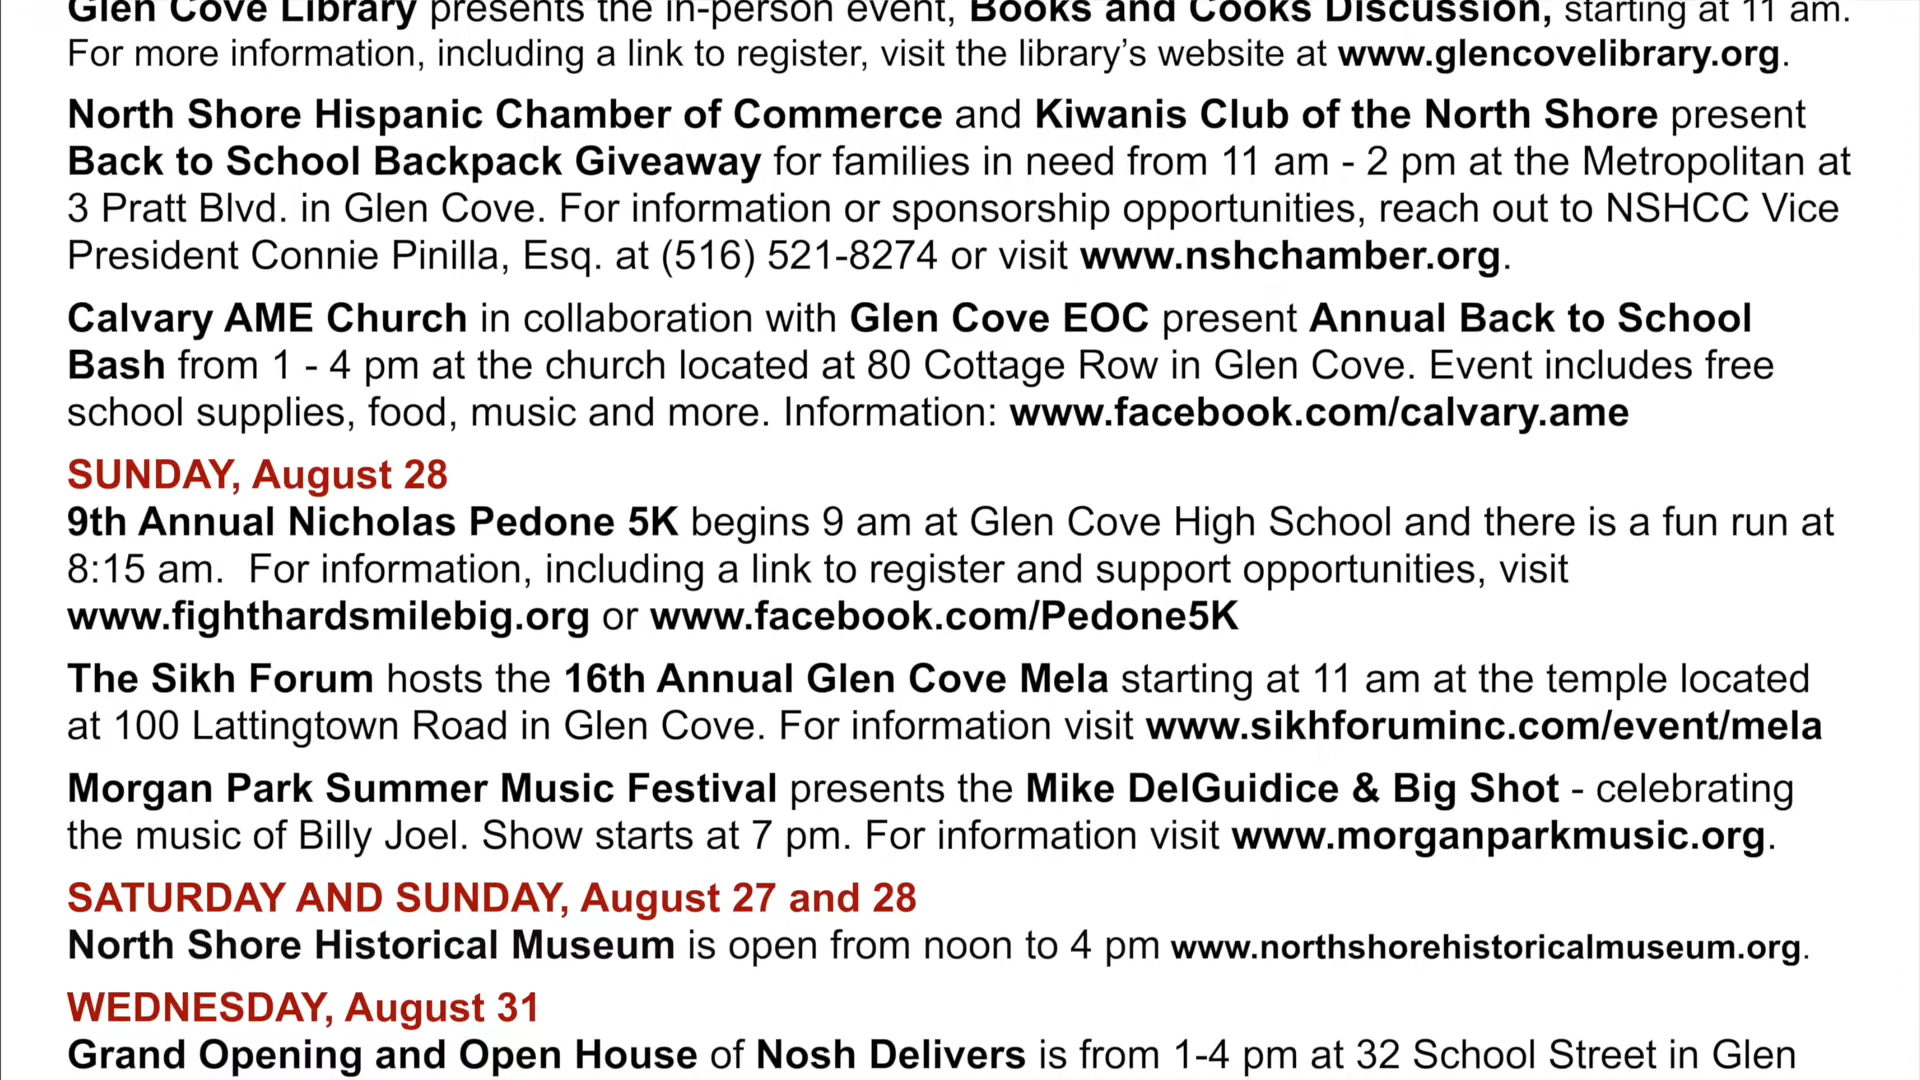 Glen Cove Library presents the in-person event, Books and Cooks Discussion, starting at 11 am.
For more information, including a link to register, visit the library’s website at www.glencovelibrary.org.
North Shore Hispanic Chamber of Commerce and Kiwanis Club of the North Shore present
Back to School Backpack Giveaway for families in need from 11 am - 2 pm at the Metropolitan at
3 Pratt Blvd. in Glen Cove. For information or sponsorship opportunities, reach out to NSHCC Vice
President Connie Pinilla, Esq. at (516) 521-8274 or visit www.nshchamber.org.
Calvary AME Church in collaboration with Glen Cove EOC present Annual Back to School
Bash from 1 - 4 pm at the church located at 80 Cottage Row in Glen Cove. Event includes free
school supplies, food, music and more. Information: www.facebook.com/calvary.ame
SUNDAY, August 28
9th Annual Nicholas Pedone 5K begins 9 am at Glen Cove High School and there is a fun run at
8:15 am.  For information, including a link to register and support opportunities, visit
www.fighthardsmilebig.org or www.facebook.com/Pedone5K
The Sikh Forum hosts the 16th Annual Glen Cove Mela starting at 11 am at the temple located
at 100 Lattingtown Road in Glen Cove. For information visit www.sikhforuminc.com/event/mela
Morgan Park Summer Music Festival presents the Mike DelGuidice & Big Shot - celebrating
the music of Billy Joel. Show starts at 7 pm. For information visit www.morganparkmusic.org.
SATURDAY AND SUNDAY, August 27 and 28
North Shore Historical Museum is open from noon to 4 pm www.northshorehistoricalmuseum.org.
WEDNESDAY, August 31
Grand Opening and Open House of Nosh Delivers is from 1-4 pm at 32 School Street in Glen